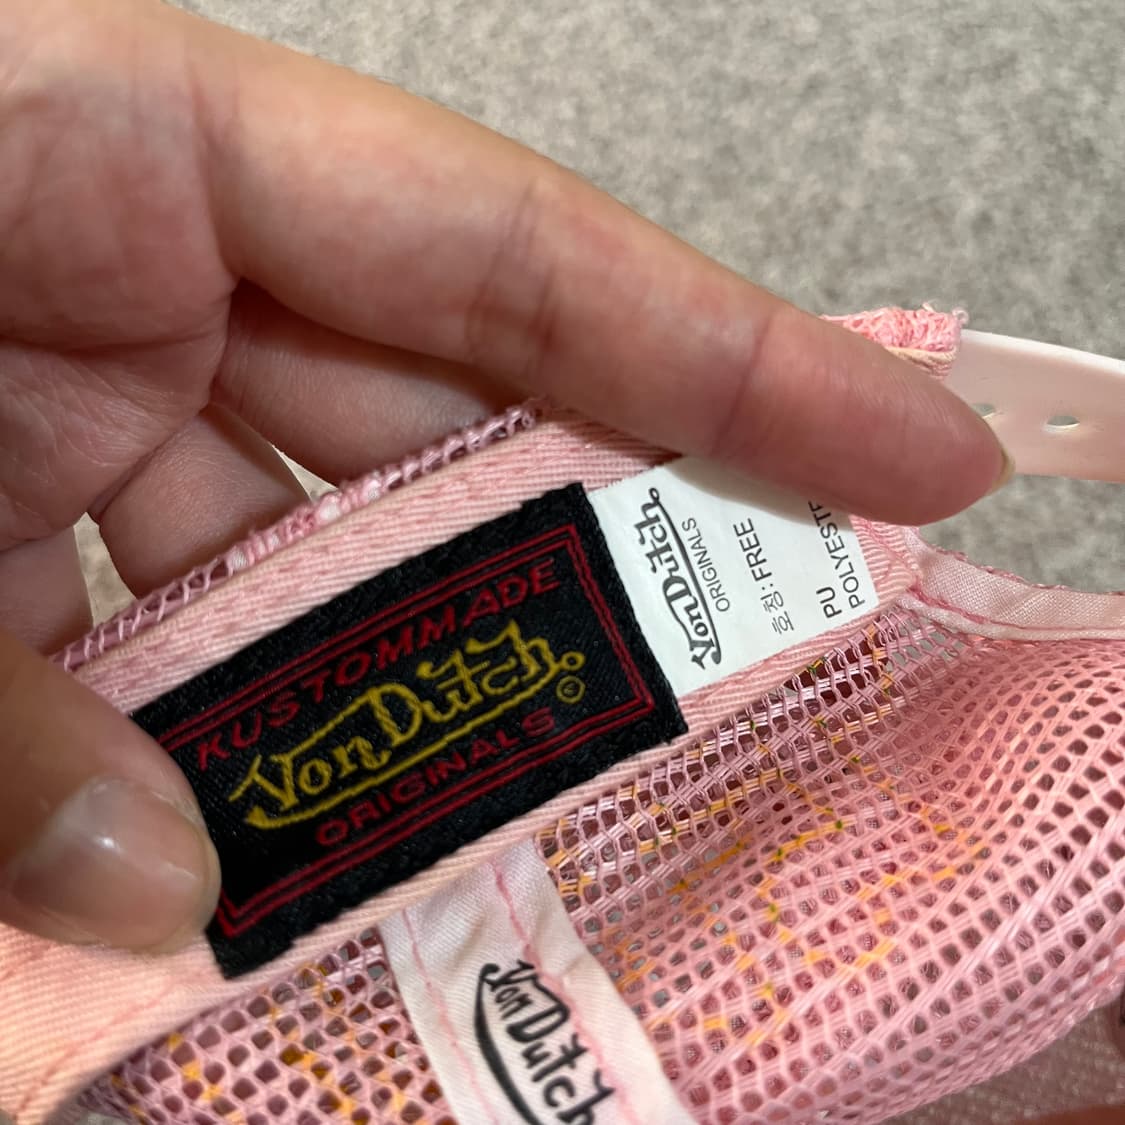 KUSTOMMADE
Von Dutch
©
ORIGINALS
Von Dutch
ORIGINALS
호칭: FREE
PU
Von Dutch